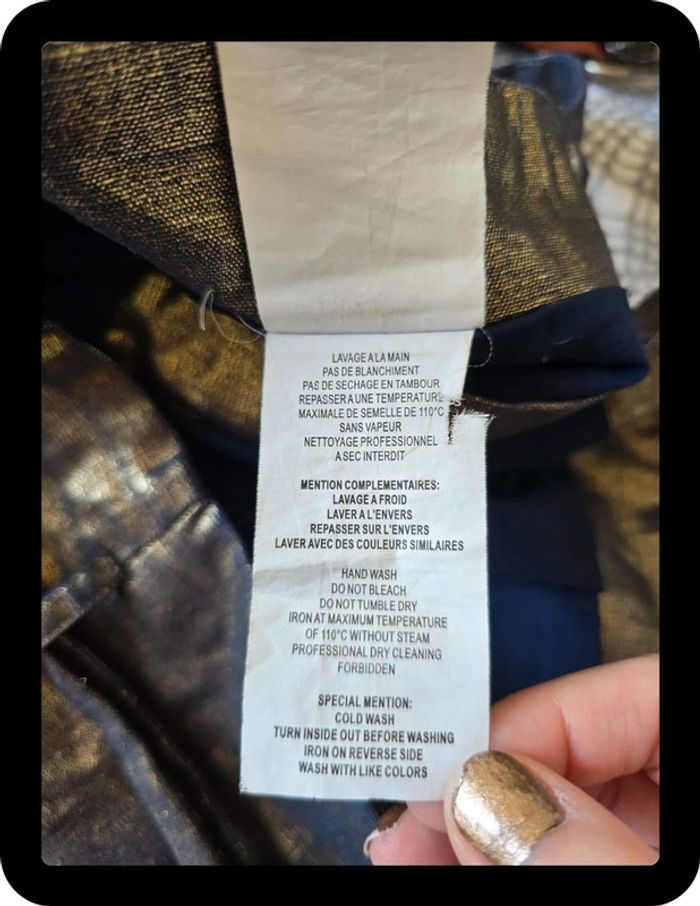 LAVAGE A LA MAIN
PAS DE BLANCHIMENT
PAS DE SECHAGE EN TAMBOUR
REPASSER A UNE TEMPERATURE
MAXIMALE DE SEMELLE DE 110°C
SANS VAPEUR
NETTOYAGE PROFESSIONNEL
A SEC INTERDIT
MENTION COMPLEMENTAIRES:
LAVAGE A FROID
LAVER A L'ENVERS
REPASSER SUR L'ENVERS
LAVER AVEC DES COULEURS SIMILAIRES
HAND WASH
DO NOT BLEACH
DO NOT TUMBLE DRY
IRON AT MAXIMUM TEMPERATURE
OF 110°C WITHOUT STEAM
PROFESSIONAL DRY CLEANING
FORBIDDEN
SPECIAL MENTION:
COLD WASH
TURN INSIDE OUT BEFORE WASHING
IRON ON REVERSE SIDE
WASH WITH LIKE COLORS